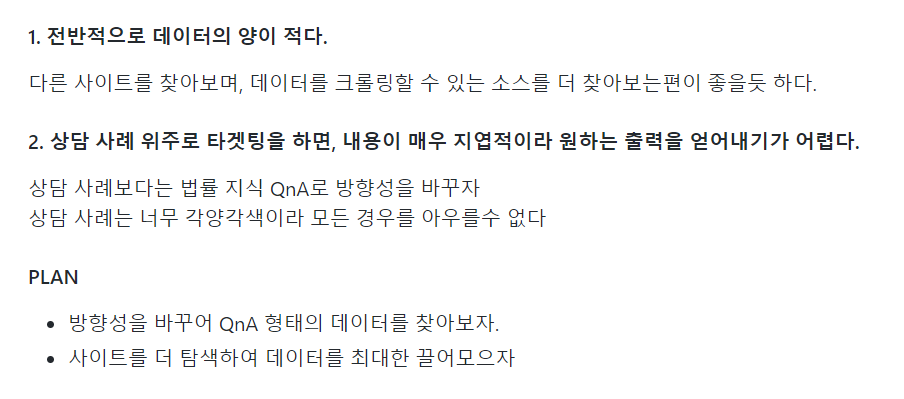 1. 전반적으로 데이터의 양이 적다.
다른 사이트를 찾아보며, 데이터를 크롤링할 수 있는 소스를 더 찾아보는편이 좋을듯 하다.
2. 상담 사례 위주로 타겟팅을 하면, 내용이 매우 지엽적이라 원하는 출력을 얻어내기가 어렵다.
상담 사례보다는 법률 지식 QnA로 방향성을 바꾸자
상담 사례는 너무 각양각색이라 모든 경우를 아우를수 없다
PLAN
• 방향성을 바꾸어 QnA 형태의 데이터를 찾아보자.
• 사이트를 더 탐색하여 데이터를 최대한 끌어모으자